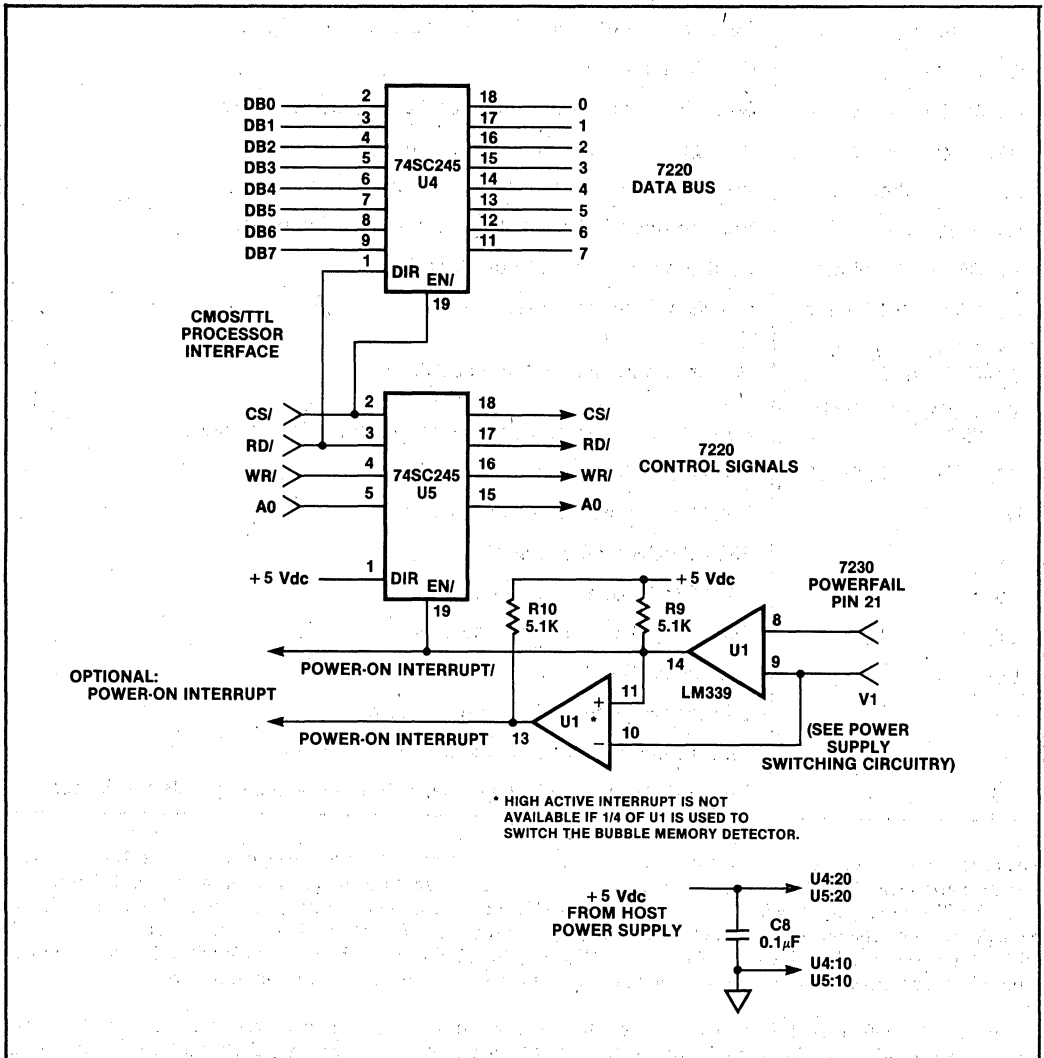 DB0 2 18 0
DB1 3 17 1
DB2 4 16 2
DB3 5 15 3
DB4 6 14 4
DB5 7 13 5
DB6 8 12 6
DB7 9 11 7
74SC245
U4
7220
DATA BUS
1 DIR EN/
19
CMOS/TTL
PROCESSOR
INTERFACE
CS/ 2 18 CS/
RD/ 3 17 RD/
WR/ 4 16 WR/
A0 5 15 A0
74SC245
U5
7220
CONTROL SIGNALS
+5 Vdc 1 DIR EN/
19
+5 Vdc
R10
5.1K
R9
5.1K
7230
POWERFAIL
PIN 21
8
U1
14
9
LM339
V1
(SEE POWER
SUPPLY
SWITCHING CIRCUITRY)
OPTIONAL:
POWER-ON INTERRUPT
POWER-ON INTERRUPT/
11
+
U1 *
−
10
13
POWER-ON INTERRUPT
* HIGH ACTIVE INTERRUPT IS NOT
AVAILABLE IF 1/4 OF U1 IS USED TO
SWITCH THE BUBBLE MEMORY DETECTOR.
+5 Vdc
FROM HOST
POWER SUPPLY
U4:20
U5:20
C8
0.1μF
U4:10
U5:10